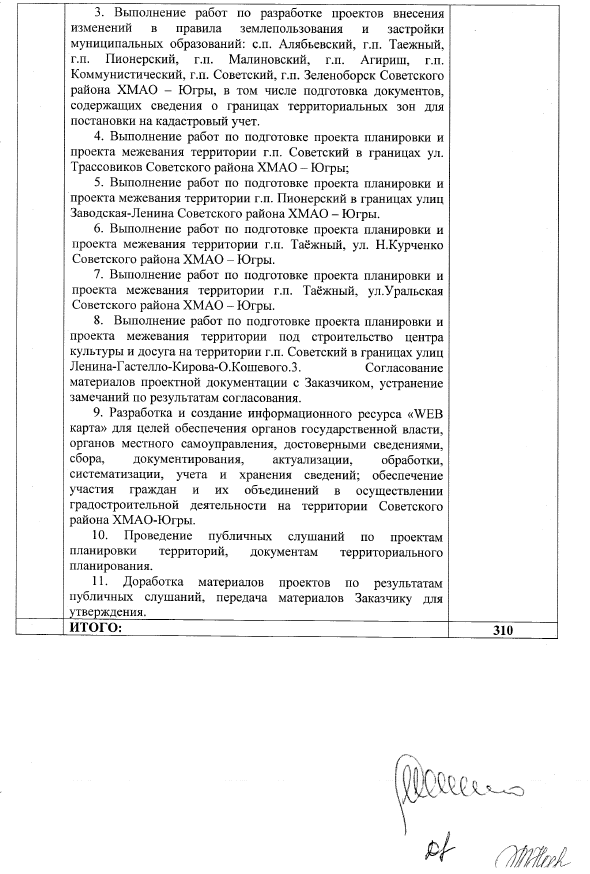 3. Выполнение работ по разработке проектов внесения
изменений в правила землепользования и застройки
муниципальных образований: с.п. Алябьевский, г.п. Таежный,
г.п. Пионерский, г.п. Малиновский, г.п. Агириш, г.п.
Коммунистический, г.п. Советский, г.п. Зеленоборск Советского
района ХМАО – Югры, в том числе подготовка документов,
содержащих сведения о границах территориальных зон для
постановки на кадастровый учет.
4. Выполнение работ по подготовке проекта планировки и
проекта межевания территории г.п. Советский в границах ул.
Трассовиков Советского района ХМАО – Югры;
5. Выполнение работ по подготовке проекта планировки и
проекта межевания территории г.п. Пионерский в границах улиц
Заводская-Ленина Советского района ХМАО – Югры.
6. Выполнение работ по подготовке проекта планировки и
проекта межевания территории г.п. Таёжный, ул. Н.Курченко
Советского района ХМАО – Югры.
7. Выполнение работ по подготовке проекта планировки и
проекта межевания территории г.п. Таёжный, ул.Уральская
Советского района ХМАО – Югры.
8. Выполнение работ по подготовке проекта планировки и
проекта межевания территории под строительство центра
культуры и досуга на территории г.п. Советский в границах улиц
Ленина-Гастелло-Кирова-О.Кошевого.3. Согласование
материалов проектной документации с Заказчиком, устранение
замечаний по результатам согласования.
9. Разработка и создание информационного ресурса «WEB
карта» для целей обеспечения органов государственной власти,
органов местного самоуправления, достоверными сведениями,
сбора, документирования, актуализации, обработки,
систематизации, учета и хранения сведений; обеспечение
участия граждан и их объединений в осуществлении
градостроительной деятельности на территории Советского
района ХМАО-Югры.
10. Проведение публичных слушаний по проектам
планировки территорий, документам территориального
планирования.
11. Доработка материалов проектов по результатам
публичных слушаний, передача материалов Заказчику для
утверждения.
ИТОГО: 310